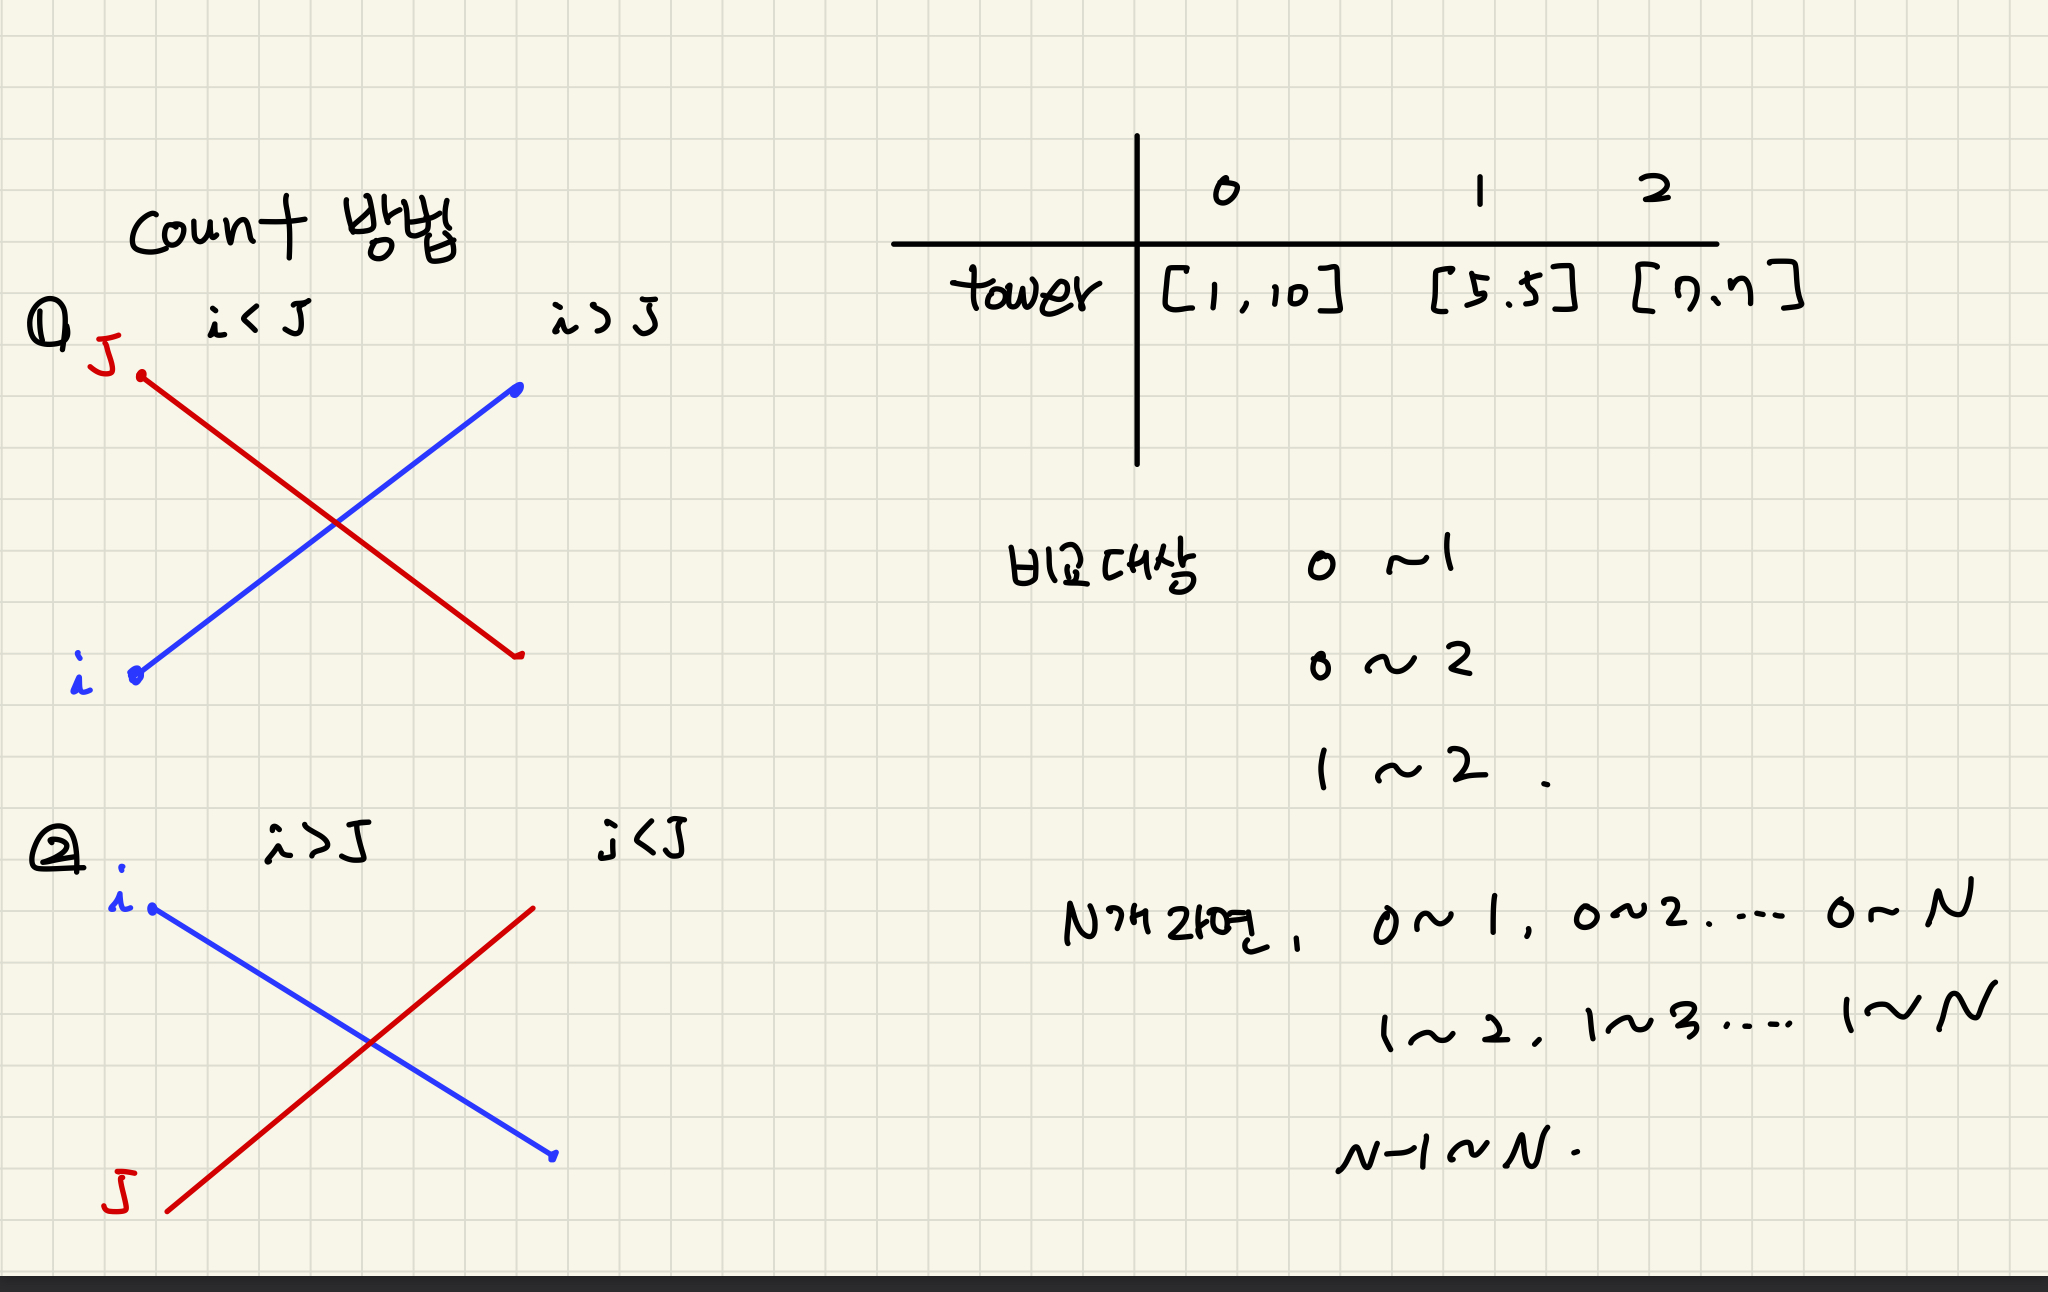 Count 방법
① i < J i > J
J
i
② i > J j < J
i
J
0 1 2
tower [1, 10] [5.5] [7.7]
비교대상 0 ~ 1
0 ~ 2
1 ~ 2 .
N개 라면, 0 ~ 1, 0 ~ 2. .... 0 ~ N
1 ~ 2, 1 ~ 3 ..... 1 ~ N
N-1 ~ N.